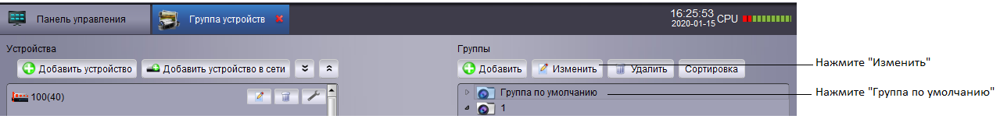 Панель управления
Группа устройств
16:25:53
2020-01-15
CPU
Устройства
Группы
Добавить устройство
Добавить устройство в сети
Добавить
Изменить
Удалить
Сортировка
Нажмите "Изменить"
100(40)
Группа по умолчанию
Нажмите "Группа по умолчанию"
1